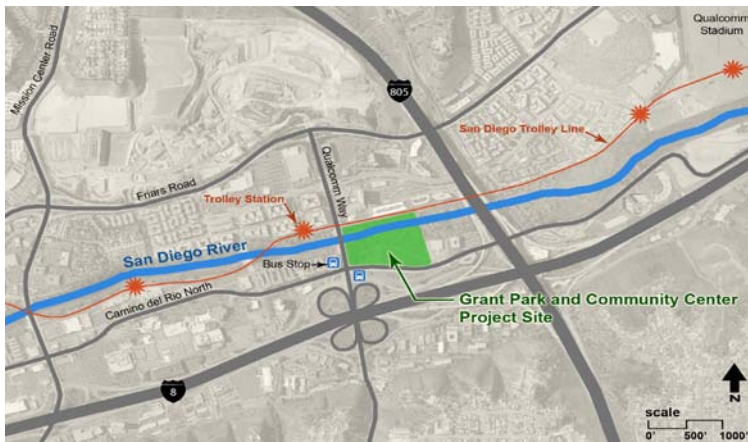 Qualcomm
Stadium
Mission Center Road
805
San Diego Trolley Line
Qualcomm Way
Friars Road
Trolley Station
San Diego River
Bus Stop
Camino del Rio North
Grant Park and Community Center
Project Site
8
N
scale
0' 500' 1000'